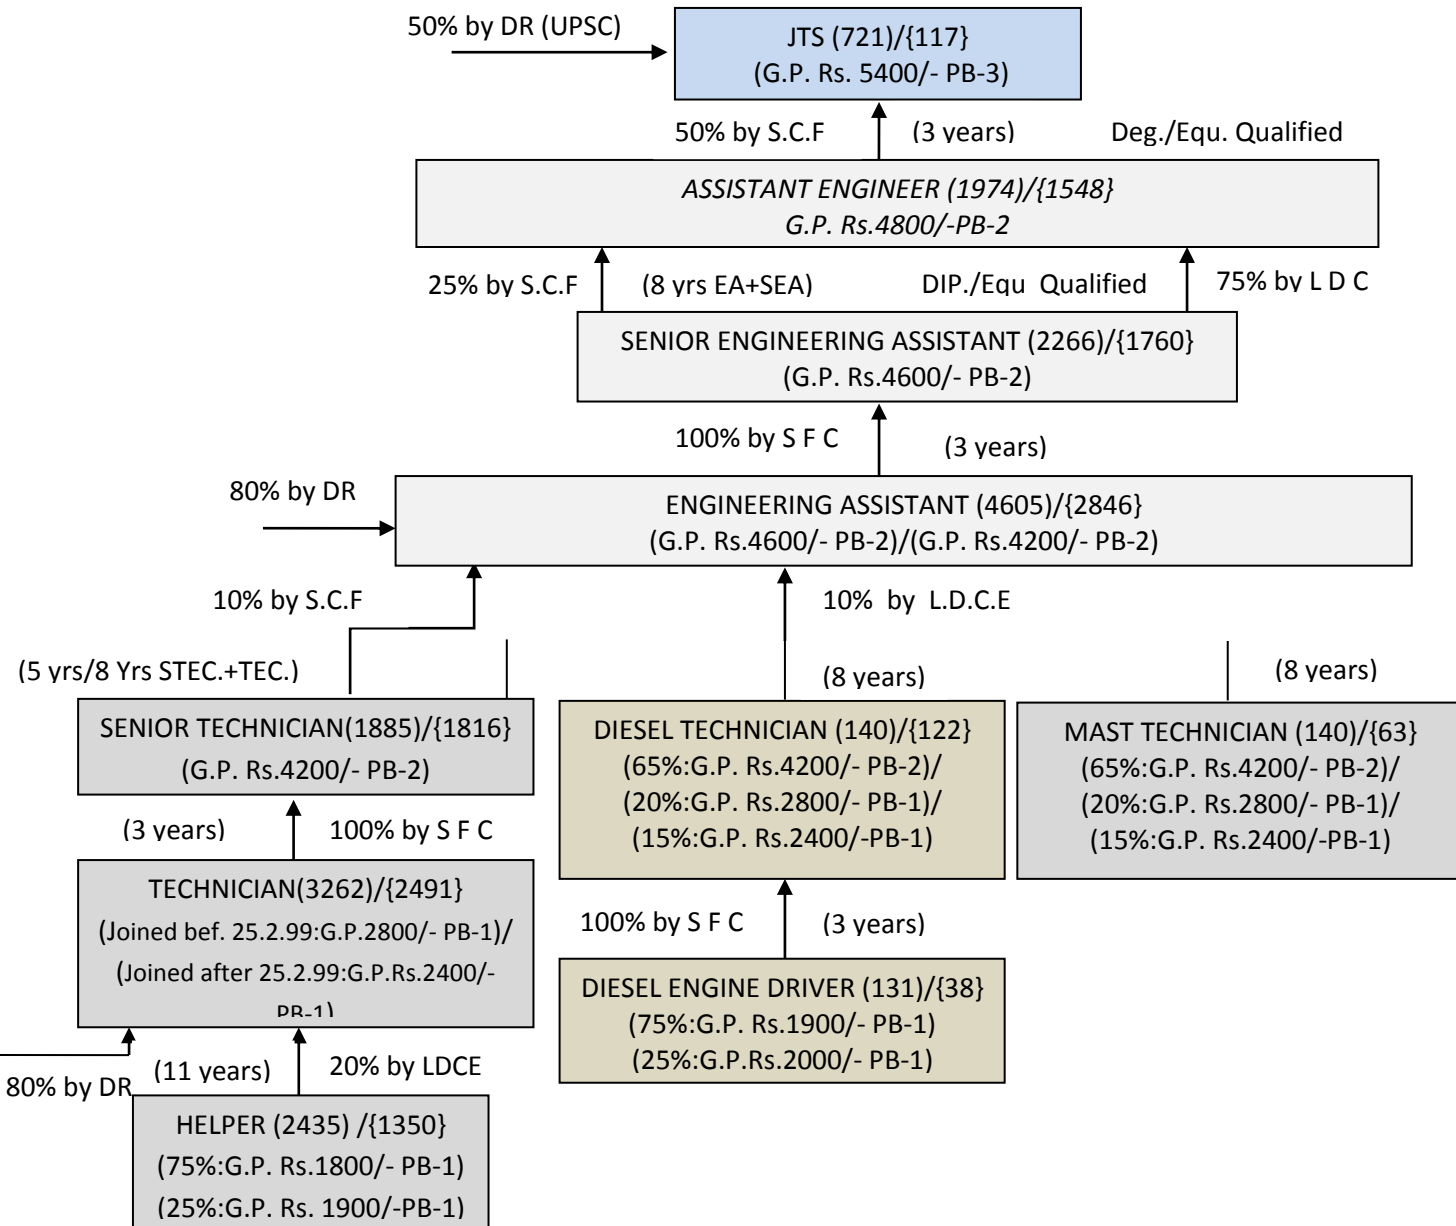 50% by DR (UPSC)
JTS (721)/{117}
(G.P. Rs. 5400/- PB-3)
50% by S.C.F
(3 years)
Deg./Equ. Qualified
ASSISTANT ENGINEER (1974)/{1548}
G.P. Rs.4800/-PB-2
25% by S.C.F
(8 yrs EA+SEA)
DIP./Equ Qualified
75% by L D C
SENIOR ENGINEERING ASSISTANT (2266)/{1760}
(G.P. Rs.4600/- PB-2)
100% by S F C
(3 years)
80% by DR
ENGINEERING ASSISTANT (4605)/{2846}
(G.P. Rs.4600/- PB-2)/(G.P. Rs.4200/- PB-2)
10% by S.C.F
10% by L.D.C.E
(5 yrs/8 Yrs STEC.+TEC.)
(8 years)
(8 years)
SENIOR TECHNICIAN(1885)/{1816}
(G.P. Rs.4200/- PB-2)
DIESEL TECHNICIAN (140)/{122}
(65%:G.P. Rs.4200/- PB-2)/
(20%:G.P. Rs.2800/- PB-1)/
(15%:G.P. Rs.2400/-PB-1)
MAST TECHNICIAN (140)/{63}
(65%:G.P. Rs.4200/- PB-2)/
(20%:G.P. Rs.2800/- PB-1)/
(15%:G.P. Rs.2400/-PB-1)
(3 years)
100% by S F C
TECHNICIAN(3262)/{2491}
(Joined bef. 25.2.99:G.P.2800/- PB-1)/
(Joined after 25.2.99:G.P.Rs.2400/-
PB-1)
100% by S F C
(3 years)
DIESEL ENGINE DRIVER (131)/{38}
(75%:G.P. Rs.1900/- PB-1)
(25%:G.P.Rs.2000/- PB-1)
80% by DR
(11 years)
20% by LDCE
HELPER (2435) /{1350}
(75%:G.P. Rs.1800/- PB-1)
(25%:G.P. Rs. 1900/-PB-1)